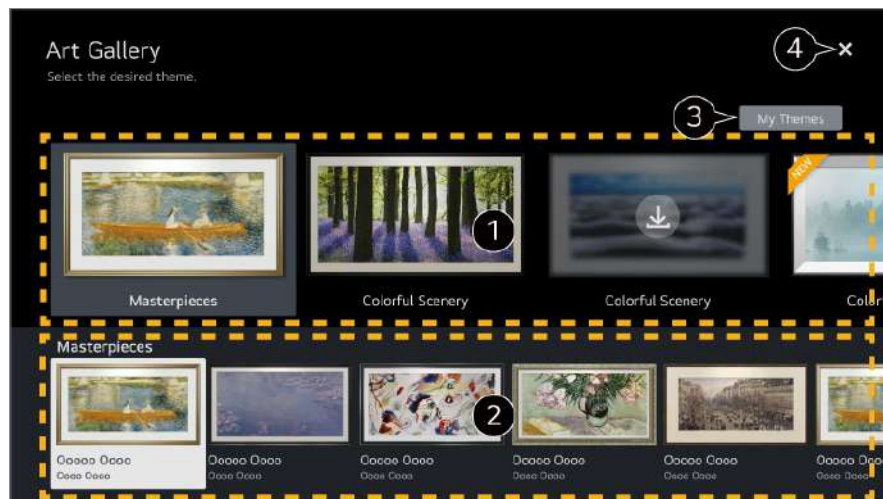 Art Gallery
4
Select the desired theme.
3
My Themes
NEW
1
Masterpieces
Colorful Scenery
Colorful Scenery
Color
Masterpieces
2
Ooooo Oooo
Ooooo Oooo
Ooooo Oooo
Ooooo Oooo
Ooooo Oooo
Ooooo Ooo
Oooo Oooo
Oooo Oooo
Oooo Oooo
Oooo Oooo
Oooo Oooo
Oooo Oooo